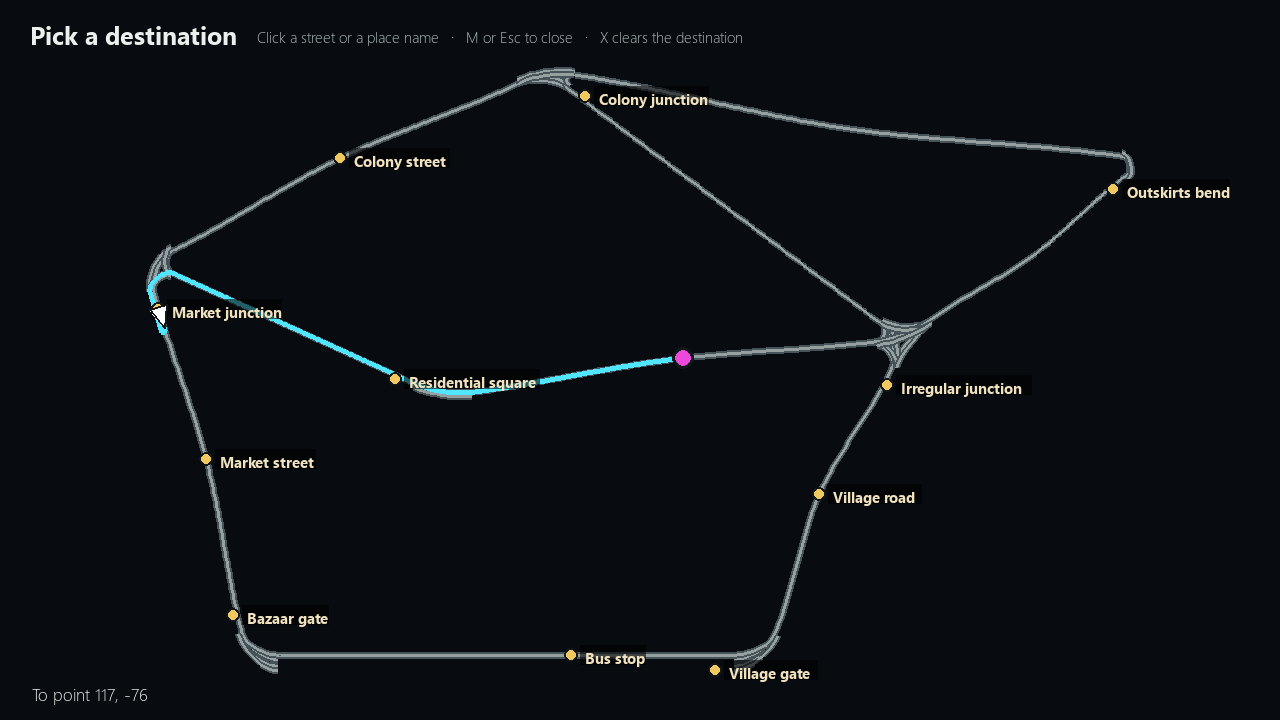 Pick a destination
Click a street or a place name · M or Esc to close · X clears the destination
Colony junction
Colony street
Outskirts bend
Market junction
Residential square
Irregular junction
Market street
Village road
Bazaar gate
Bus stop
Village gate
To point 117, -76